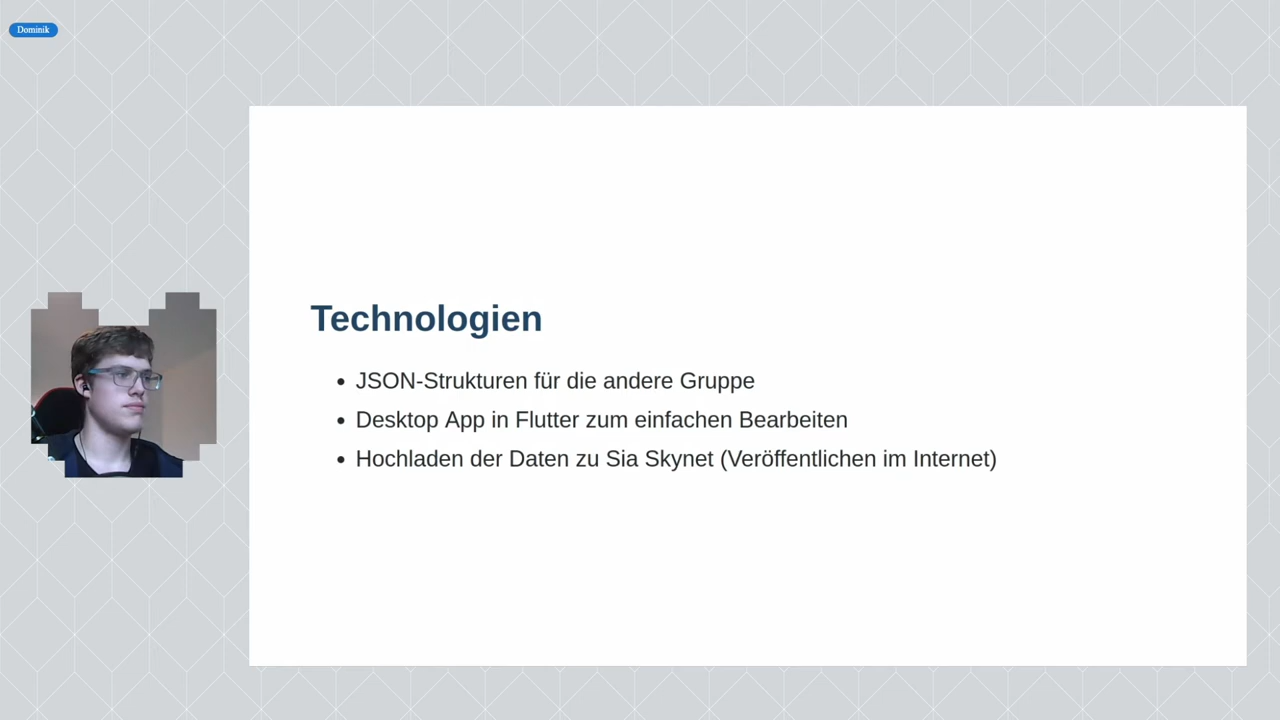 Dominik
Technologien
JSON-Strukturen für die andere Gruppe
Desktop App in Flutter zum einfachen Bearbeiten
Hochladen der Daten zu Sia Skynet (Veröffentlichen im Internet)